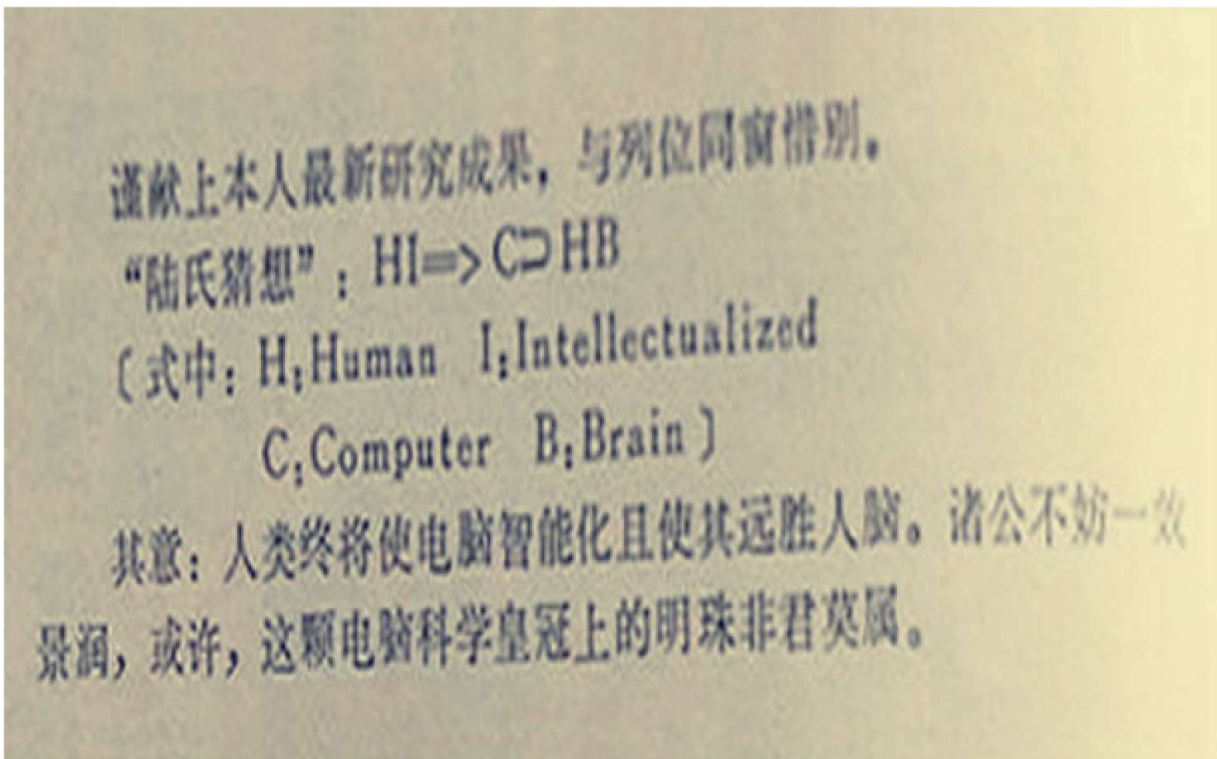 谨献上本人最新研究成果，与列位同窗惜别。
“陆氏猜想”：HI=>C⊃HB
（式中：H:Human I:Intellectualized
C:Computer B:Brain）
其意：人类终将使电脑智能化且使其远胜人脑。诸公不妨一效
景润，或许，这颗电脑科学皇冠上的明珠非君莫属。